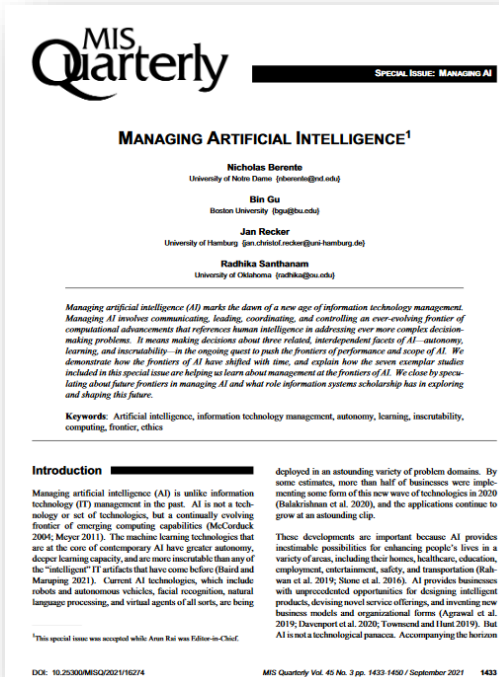 MIS
Quarterly
SPECIAL ISSUE: MANAGING AI
MANAGING ARTIFICIAL INTELLIGENCE¹
Nicholas Berente
University of Notre Dame {nberente@nd.edu}
Bin Gu
Boston University {bgu@bu.edu}
Jan Recker
University of Hamburg {jan.christof.recker@uni-hamburg.de}
Radhika Santhanam
University of Oklahoma {radhika@ou.edu}
Managing artificial intelligence (AI) marks the dawn of a new age of information technology management.
Managing AI involves communicating, leading, coordinating, and controlling an ever-evolving frontier of
computational advancements that references human intelligence in addressing ever more complex decision-
making problems. It means making decisions about three related, interdependent facets of AI—autonomy,
learning, and inscrutability—in the ongoing quest to push the frontiers of performance and scope of AI. We
demonstrate how the frontiers of AI have shifted with time, and explain how the seven exemplar studies
included in this special issue are helping us learn about management at the frontiers of AI. We close by specu-
lating about future frontiers in managing AI and what role information systems scholarship has in exploring
and shaping this future.
Keywords: Artificial intelligence, information technology management, autonomy, learning, inscrutability,
computing, frontier, ethics
Introduction
Managing artificial intelligence (AI) is unlike information
technology (IT) management in the past. AI is not a tech-
nology or set of technologies, but a continually evolving
frontier of emerging computing capabilities (McCorduck
2004; Meyer 2011). The machine learning technologies that
are at the core of contemporary AI have greater autonomy,
deeper learning capacity, and are more inscrutable than any of
the “intelligent” IT artifacts that have come before (Baird and
Maruping 2021). Current AI technologies, which include
robots and autonomous vehicles, facial recognition, natural
language processing, and virtual agents of all sorts, are being
¹This special issue was accepted while Arun Rai was Editor-in-Chief.
deployed in an astounding variety of problem domains. By
some estimates, more than half of businesses were imple-
menting some form of this new wave of technologies in 2020
(Balakrishnan et al. 2020), and the applications continue to
grow at an astounding clip.
These developments are important because AI provides
inestimable possibilities for enhancing people’s lives in a
variety of areas, including their homes, healthcare, education,
employment, entertainment, safety, and transportation (Rah-
wan et al. 2019; Stone et al. 2016). AI provides businesses
with unprecedented opportunities for designing intelligent
products, devising novel service offerings, and inventing new
business models and organizational forms (Agrawal et al.
2019; Davenport et al. 2020; Townsend and Hunt 2019). But
AI is not a technological panacea. Accompanying the horizon
DOI: 10.25300/MISQ/2021/16274
MIS Quarterly Vol. 45 No. 3 pp. 1433-1450 / September 2021 1433